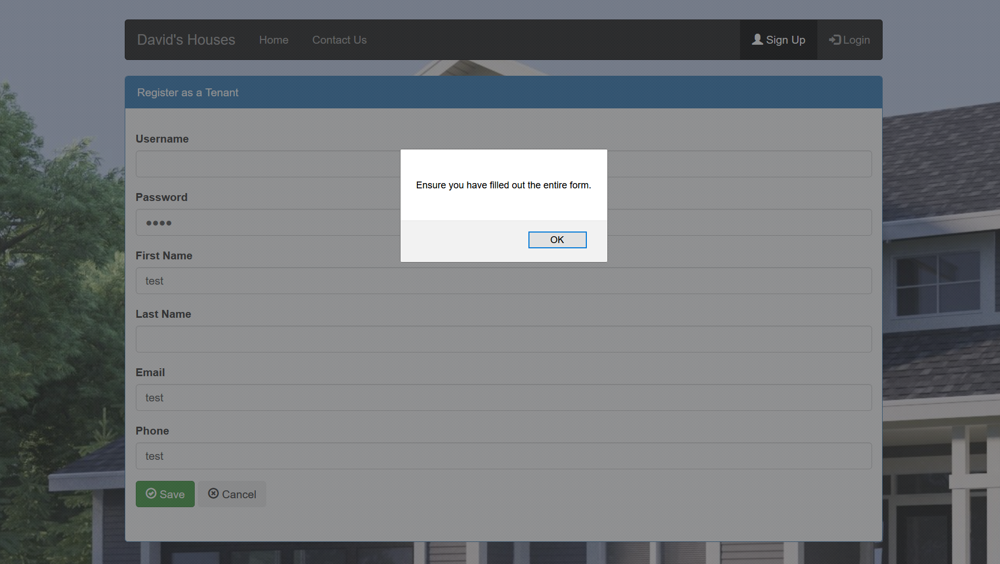 David's Houses Home Contact Us Sign Up Login
Register as a Tenant
Username
Ensure you have filled out the entire form.
Password
••••
OK
First Name
test
Last Name
Email
test
Phone
test
Save Cancel